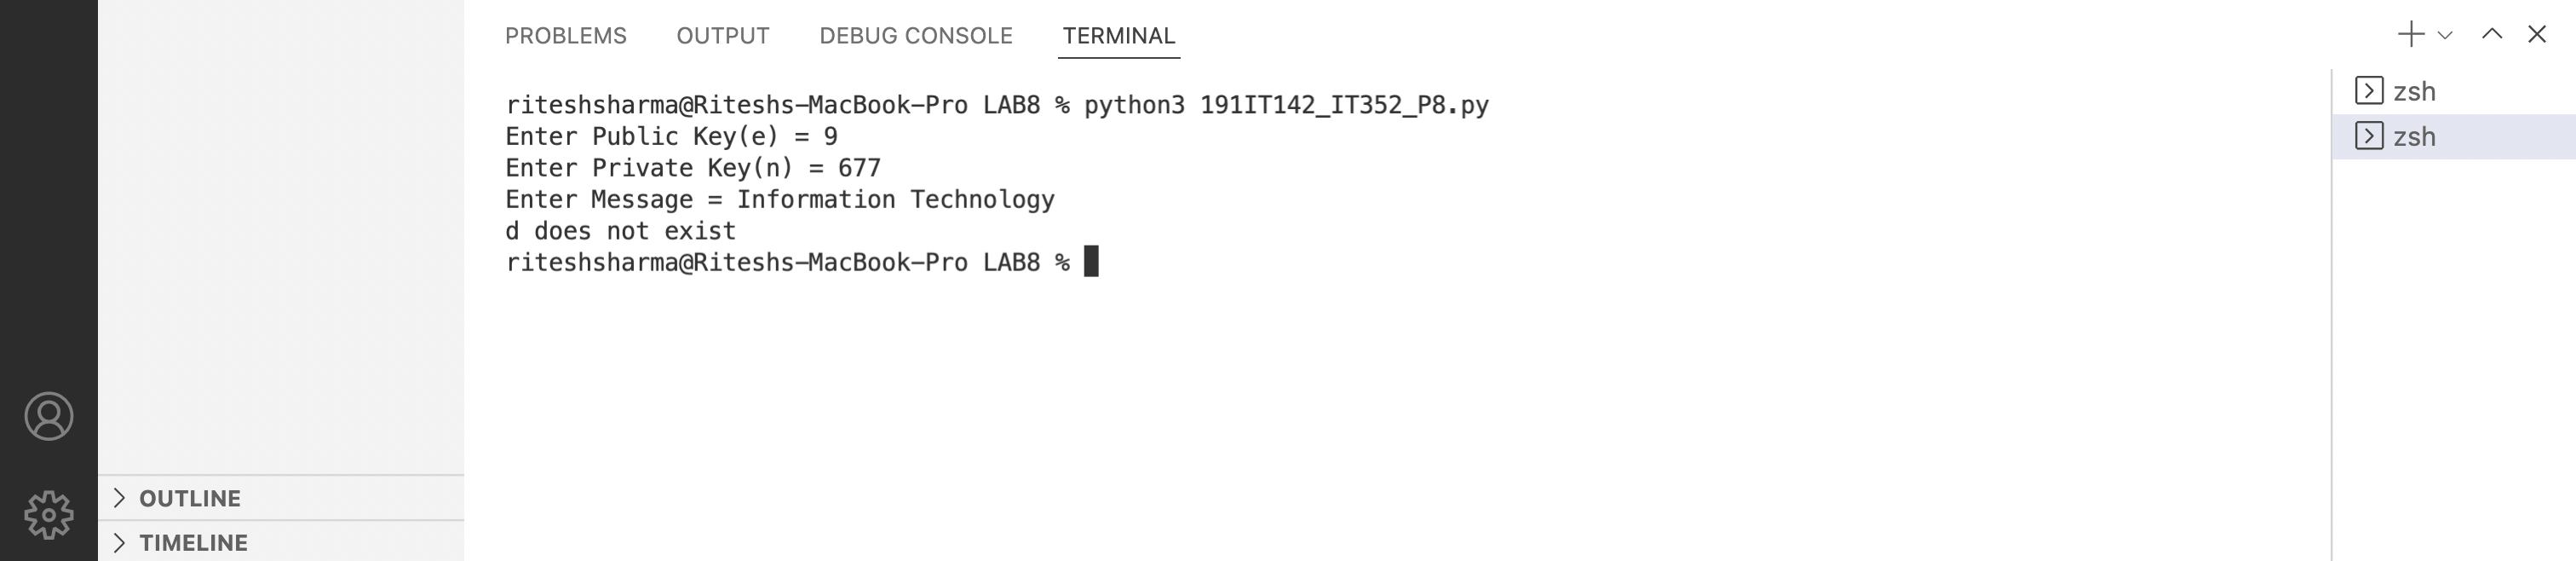 PROBLEMS OUTPUT DEBUG CONSOLE TERMINAL
riteshsharma@Riteshs-MacBook-Pro LAB8 % python3 191IT142_IT352_P8.py
Enter Public Key(e) = 9
Enter Private Key(n) = 677
Enter Message = Information Technology
d does not exist
riteshsharma@Riteshs-MacBook-Pro LAB8 %
zsh
zsh
OUTLINE
TIMELINE